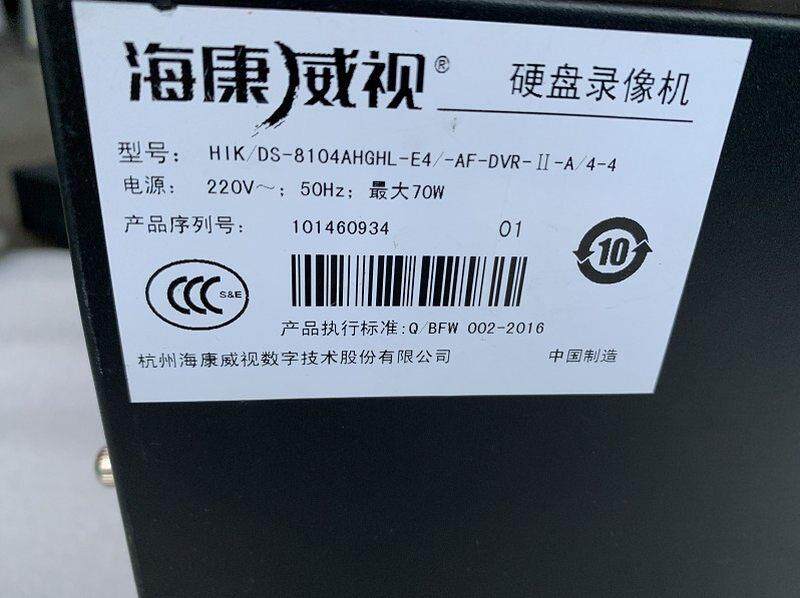 海康威视® 硬盘录像机
型号: HIK/DS-8104AHGHL-E4/-AF-DVR-Ⅱ-A/4-4
电源: 220V～; 50Hz; 最大70W
产品序列号: 101460934 01
10
CCC S&E
产品执行标准:Q/BFW 002-2016
杭州海康威视数字技术股份有限公司 中国制造